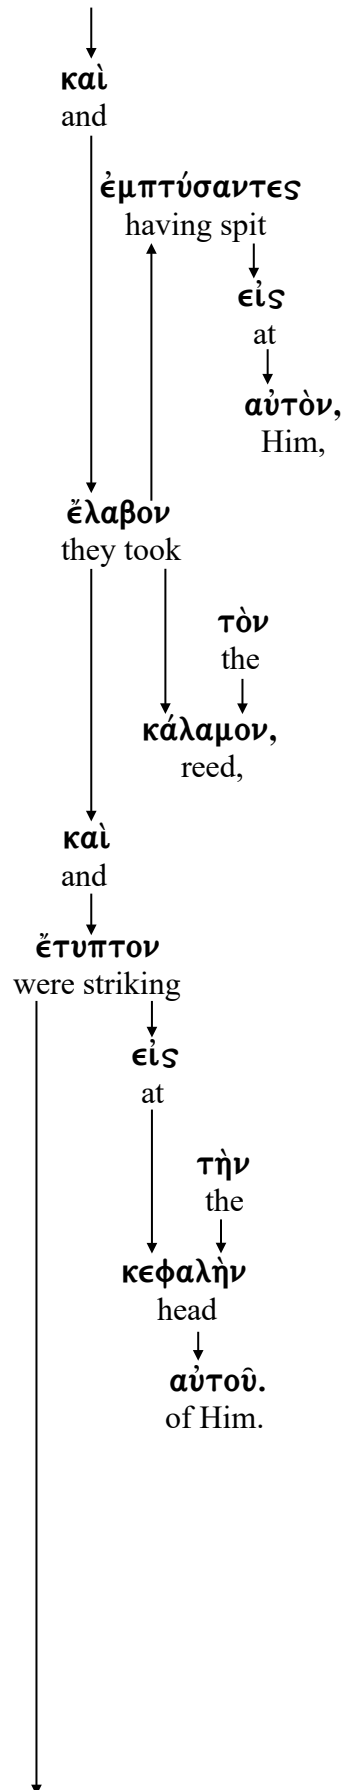 καὶ
and
ἐμπτύσαντες
having spit
εἰς
at
αὐτὸν,
Him,
ἔλαβον
they took
τὸν
the
κάλαμον,
reed,
καὶ
and
ἔτυπτον
were striking
εἰς
at
τὴν
the
κεφαλὴν
head
αὐτοῦ.
of Him.